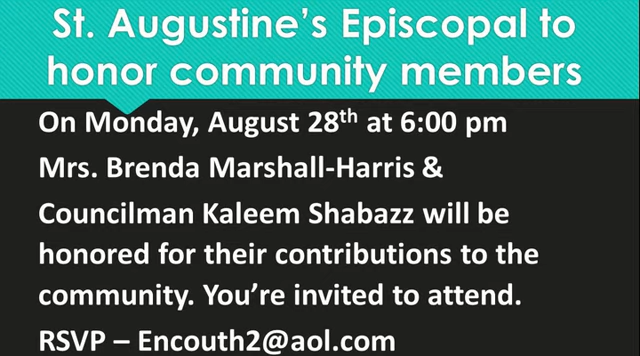 St. Augustine’s Episcopal to
honor community members
On Monday, August 28th at 6:00 pm
Mrs. Brenda Marshall-Harris &
Councilman Kaleem Shabazz will be
honored for their contributions to the
community. You’re invited to attend.
RSVP – Encouth2@aol.com